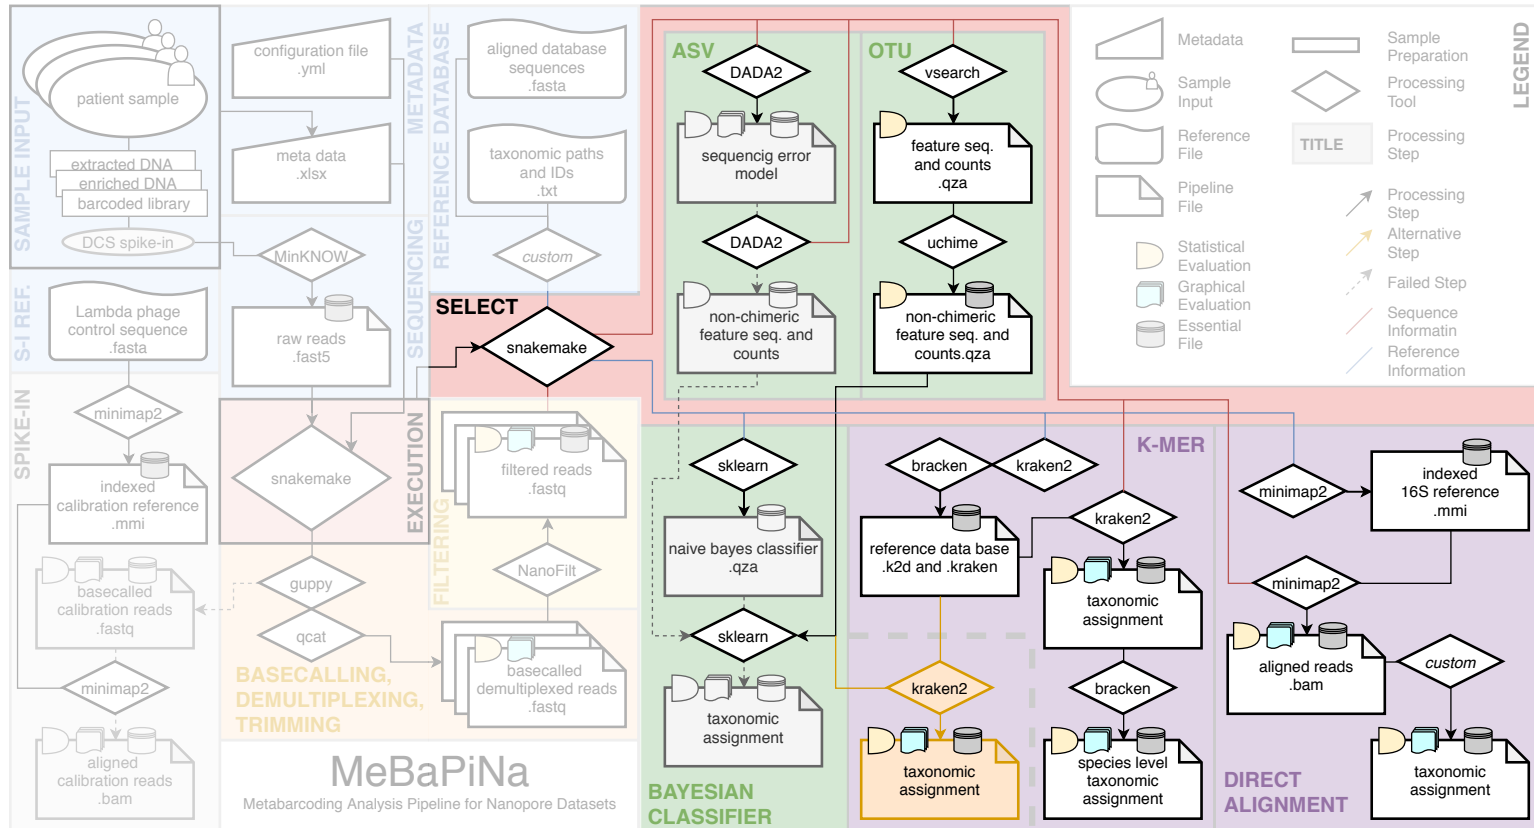 SAMPLE INPUT
patient sample
extracted DNA
enriched DNA
barcoded library
DCS spike-in
METADATA
configuration file
.yml
meta data
.xlsx
REFERENCE DATABASE
aligned database
sequences
.fasta
taxonomic paths
and IDs
.txt
custom
SEQUENCING
MinKNOW
raw reads
.fast5
S-I REF.
Lambda phage
control sequence
.fasta
SPIKE-IN
minimap2
indexed
calibration reference
.mmi
basecalled
calibration reads
.fastq
minimap2
aligned
calibration reads
.bam
EXECUTION
snakemake
guppy
qcat
BASECALLING,
DEMULTIPLEXING,
TRIMMING
basecalled
demultiplexed reads
.fastq
FILTERING
NanoFilt
filtered reads
.fastq
SELECT
snakemake
ASV
DADA2
sequencig error
model
DADA2
non-chimeric
feature seq. and
counts
OTU
vsearch
feature seq.
and counts
.qza
uchime
non-chimeric
feature seq. and
counts.qza
sklearn
naive bayes classifier
.qza
sklearn
taxonomic
assignment
BAYESIAN
CLASSIFIER
K-MER
bracken
kraken2
reference data base
.k2d and .kraken
kraken2
taxonomic
assignment
kraken2
taxonomic
assignment
bracken
species level
taxonomic
assignment
minimap2
indexed
16S reference
.mmi
minimap2
aligned reads
.bam
custom
taxonomic
assignment
DIRECT
ALIGNMENT
LEGEND
Metadata
Sample
Input
Reference
File
Pipeline
File
Statistical
Evaluation
Graphical
Evaluation
Essential
File
Sample
Preparation
Processing
Tool
TITLE
Processing
Step
Processing
Step
Alternative
Step
Failed Step
Sequence
Informatin
Reference
Information
MeBaPiNa
Metabarcoding Analysis Pipeline for Nanopore Datasets